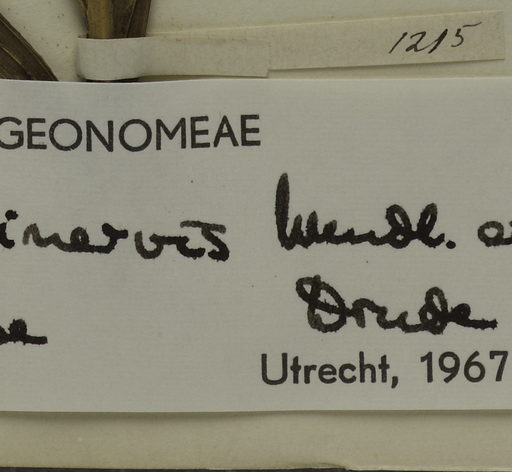 1215
GEONOMEAE
inervis Wendl.
Drude
Utrecht, 1967